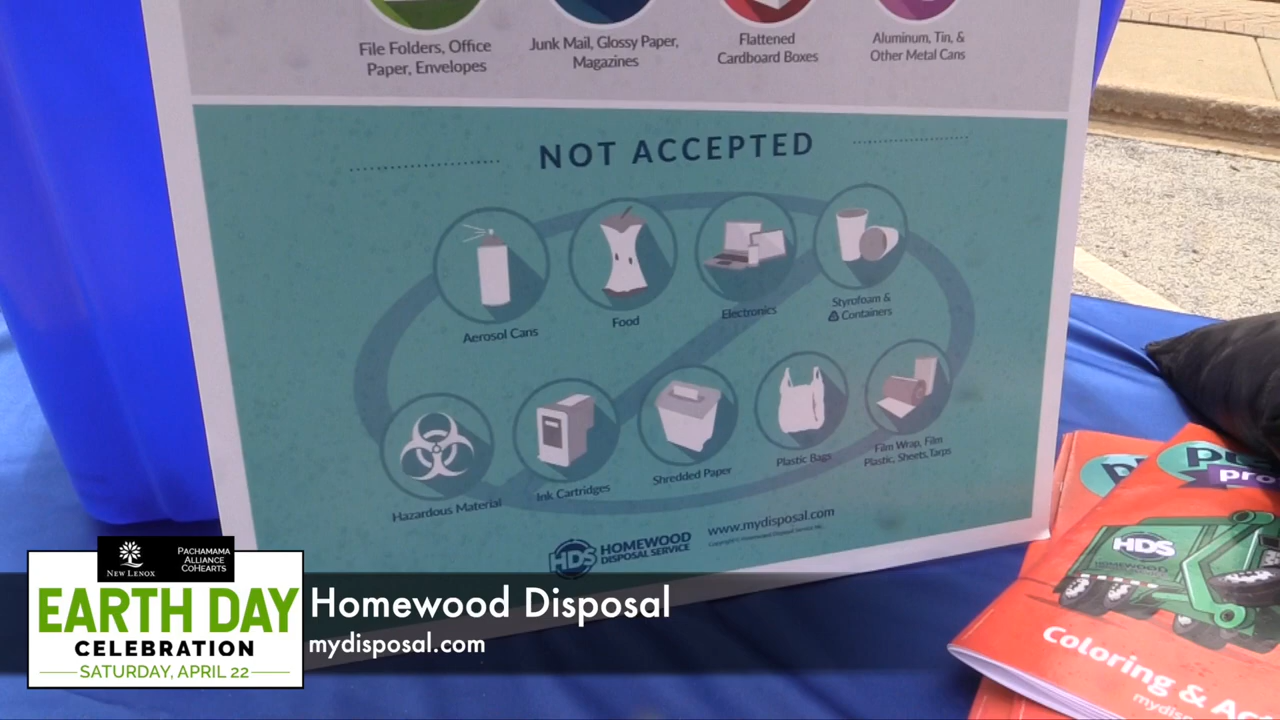 File Folders, Office
Paper, Envelopes
Junk Mail, Glossy Paper,
Magazines
Flattened
Cardboard Boxes
Aluminum, Tin, &
Other Metal Cans
NOT ACCEPTED
Aerosol Cans
Food
Electronics
Styrofoam &
Containers
Hazardous Material
Ink Cartridges
Shredded Paper
Plastic Bags
Film Wrap, Film
Plastic, Sheets, Tarps
HDS HOMEWOOD
DISPOSAL SERVICE
www.mydisposal.com
pro
HDS
HOMEWOOD
Coloring & Ac
mydis
NEW LENOX
PACHAMAMA
ALLIANCE
COHEARTS
EARTH DAY
CELEBRATION
SATURDAY, APRIL 22
Homewood Disposal
mydisposal.com